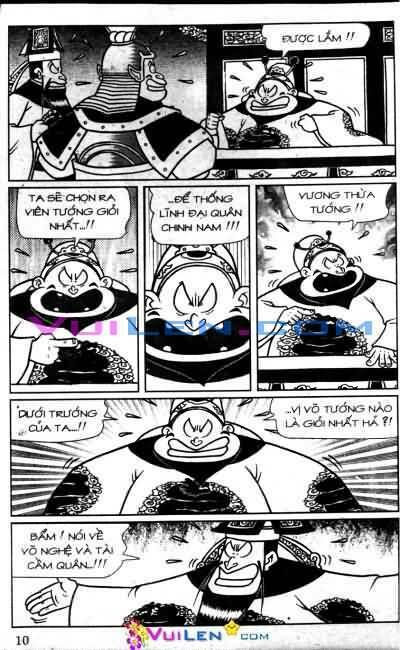 ĐƯỢC LẮM !!
TA SẼ CHỌN RA
VIÊN TƯỚNG GIỎI
NHẤT...!!
..ĐỂ THỐNG
LĨNH ĐẠI QUÂN
CHINH NAM !!!
VƯƠNG THỪA
TƯỚNG !!
VUILEN.COM
DƯỚI TRƯỚNG
CỦA TA...!
..VỊ VÕ TƯỚNG NÀO
LÀ GIỎI NHẤT HẢ ?!
BẨM ! NÓI VỀ
VÕ NGHỆ VÀ TÀI
CẦM QUÂN..!!!
10
VUILEN.COM